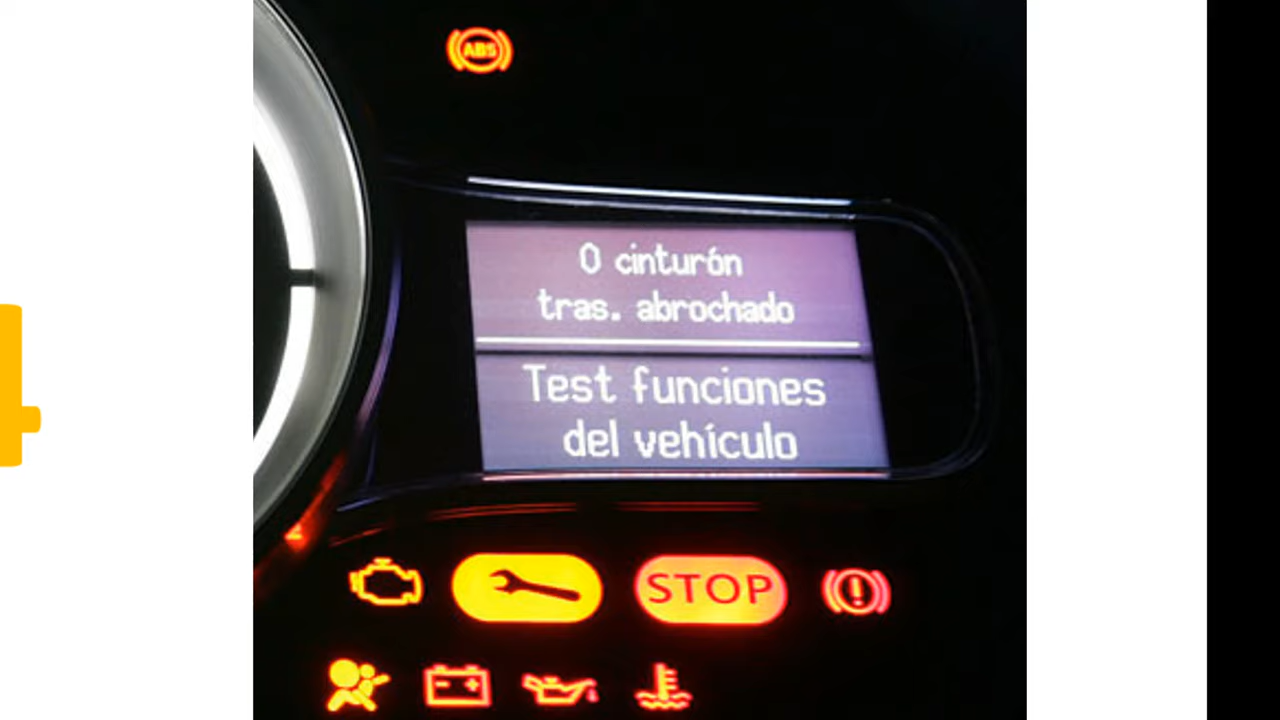 ABS
0 cinturón
tras. abrochado
Test funciones
del vehículo
STOP